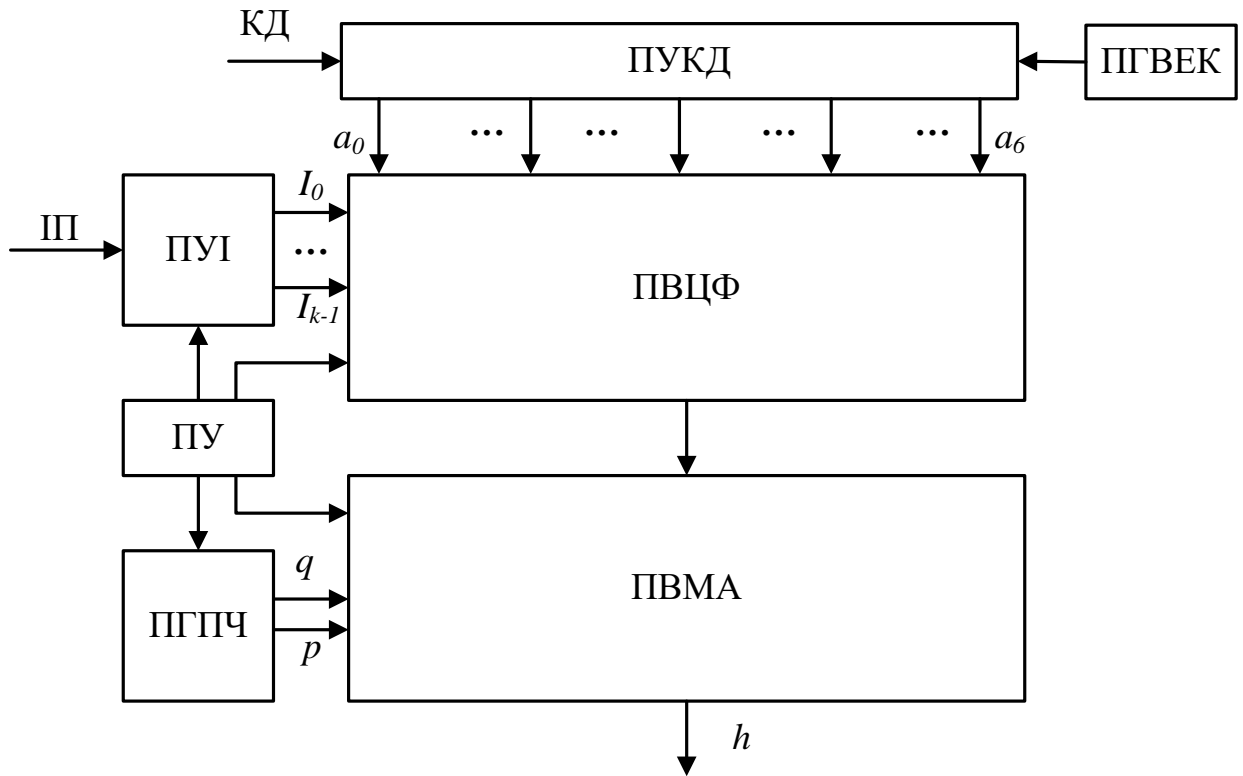 КД
ПУКД
ПГВЕК
a0
...
...
...
...
a6
ІП
ПУІ
I0
...
Ik-1
ПВЦФ
ПУ
ПГПЧ
q
p
ПВМА
h